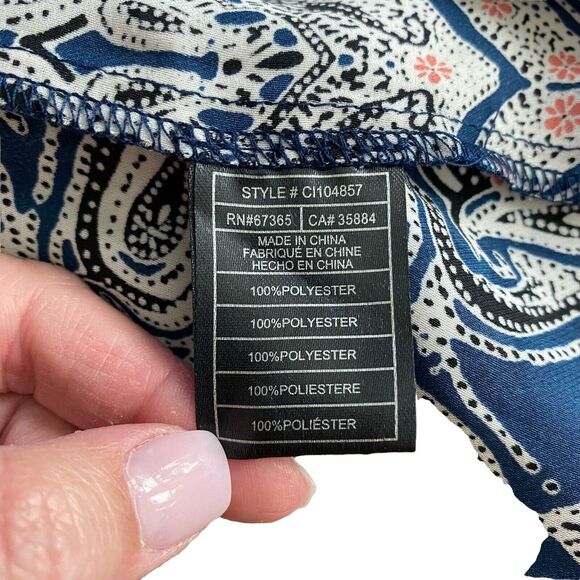 STYLE # CI104857
RN#67365 CA# 35884
MADE IN CHINA
FABRIQUÉ EN CHINE
HECHO EN CHINA
100%POLYESTER
100%POLYESTER
100%POLYESTER
100%POLIESTERE
100%POLIÉSTER